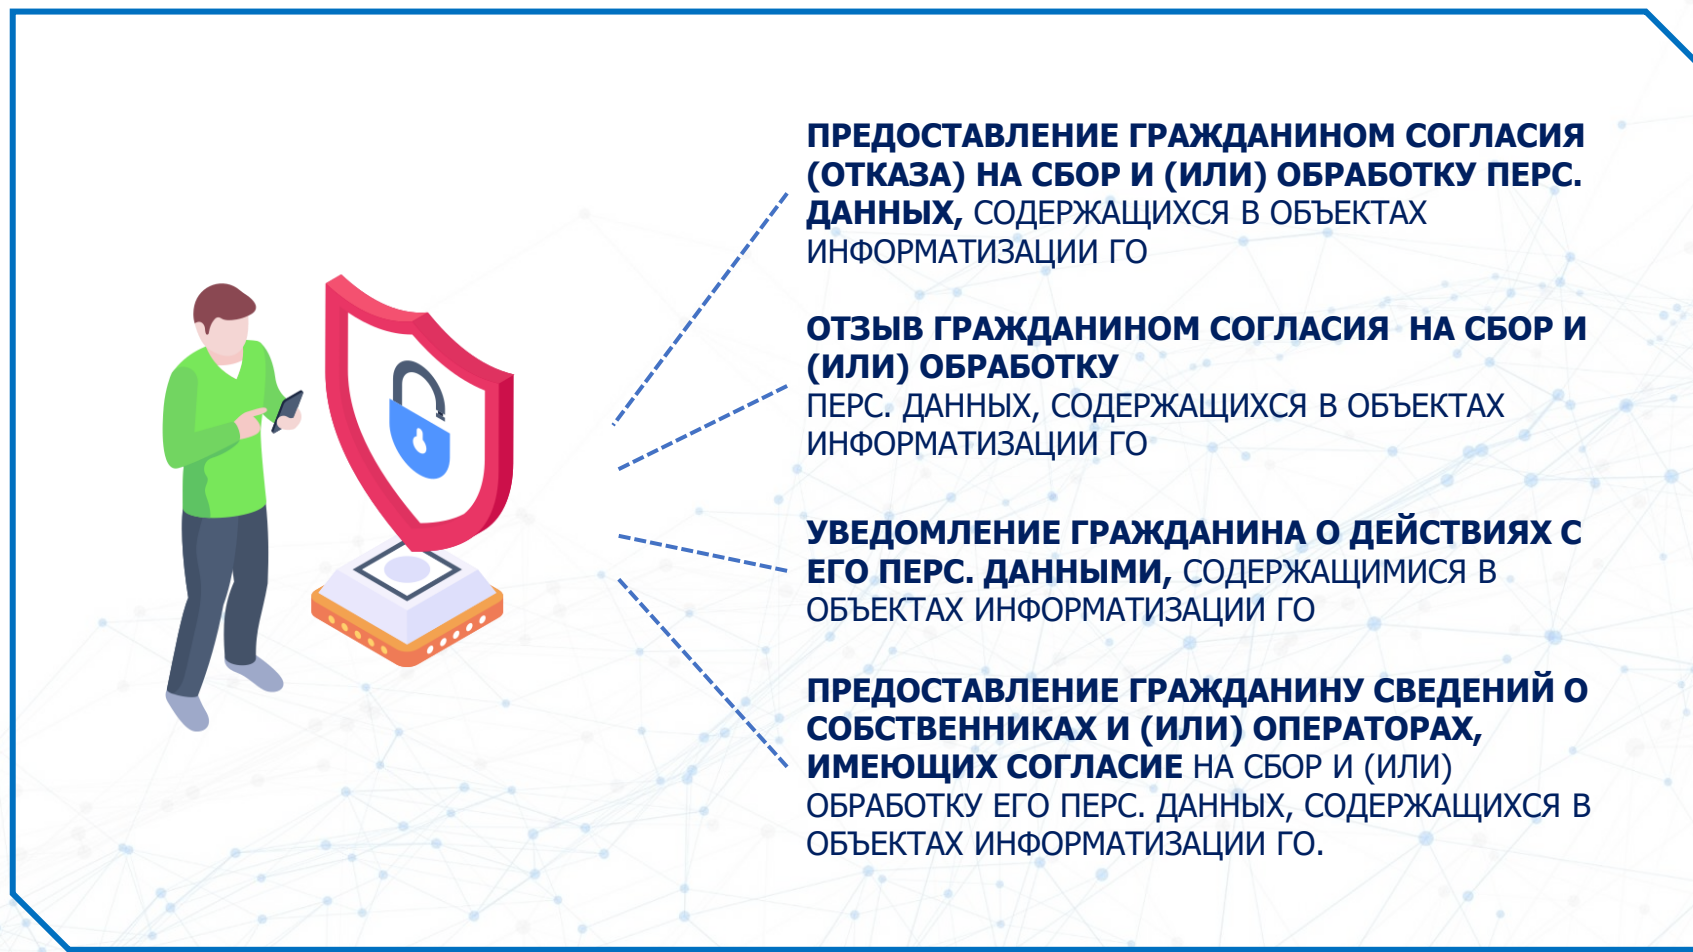 ПРЕДОСТАВЛЕНИЕ ГРАЖДАНИНОМ СОГЛАСИЯ
(ОТКАЗА) НА СБОР И (ИЛИ) ОБРАБОТКУ ПЕРС.
ДАННЫХ, СОДЕРЖАЩИХСЯ В ОБЪЕКТАХ
ИНФОРМАТИЗАЦИИ ГО
ОТЗЫВ ГРАЖДАНИНОМ СОГЛАСИЯ НА СБОР И
(ИЛИ) ОБРАБОТКУ
ПЕРС. ДАННЫХ, СОДЕРЖАЩИХСЯ В ОБЪЕКТАХ
ИНФОРМАТИЗАЦИИ ГО
УВЕДОМЛЕНИЕ ГРАЖДАНИНА О ДЕЙСТВИЯХ С
ЕГО ПЕРС. ДАННЫМИ, СОДЕРЖАЩИМИСЯ В
ОБЪЕКТАХ ИНФОРМАТИЗАЦИИ ГО
ПРЕДОСТАВЛЕНИЕ ГРАЖДАНИНУ СВЕДЕНИЙ О
СОБСТВЕННИКАХ И (ИЛИ) ОПЕРАТОРАХ,
ИМЕЮЩИХ СОГЛАСИЕ НА СБОР И (ИЛИ)
ОБРАБОТКУ ЕГО ПЕРС. ДАННЫХ, СОДЕРЖАЩИХСЯ В
ОБЪЕКТАХ ИНФОРМАТИЗАЦИИ ГО.